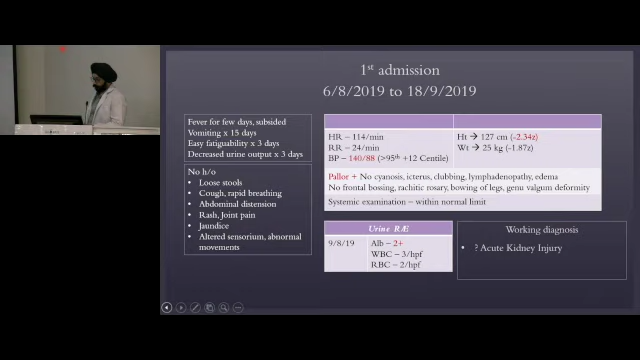 1st admission
6/8/2019 to 18/9/2019
Fever for few days, subsided
Vomiting x 15 days
Easy fatiguability x 3 days
Decreased urine output x 3 days
No h/o
• Loose stools
• Cough, rapid breathing
• Abdominal distension
• Rash, Joint pain
• Jaundice
• Altered sensorium, abnormal
movements
HR – 114/min
RR – 24/min
BP – 140/88 (>95th +12 Centile)
Ht → 127 cm (-2.34z)
Wt → 25 kg (-1.87z)
Pallor + No cyanosis, icterus, clubbing, lymphadenopathy, edema
No frontal bossing, rachitic rosary, bowing of legs, genu valgum deformity
Systemic examination – within normal limit
Urine R/E
9/8/19 Alb – 2+
WBC – 3/hpf
RBC – 2/hpf
Working diagnosis
• ? Acute Kidney Injury